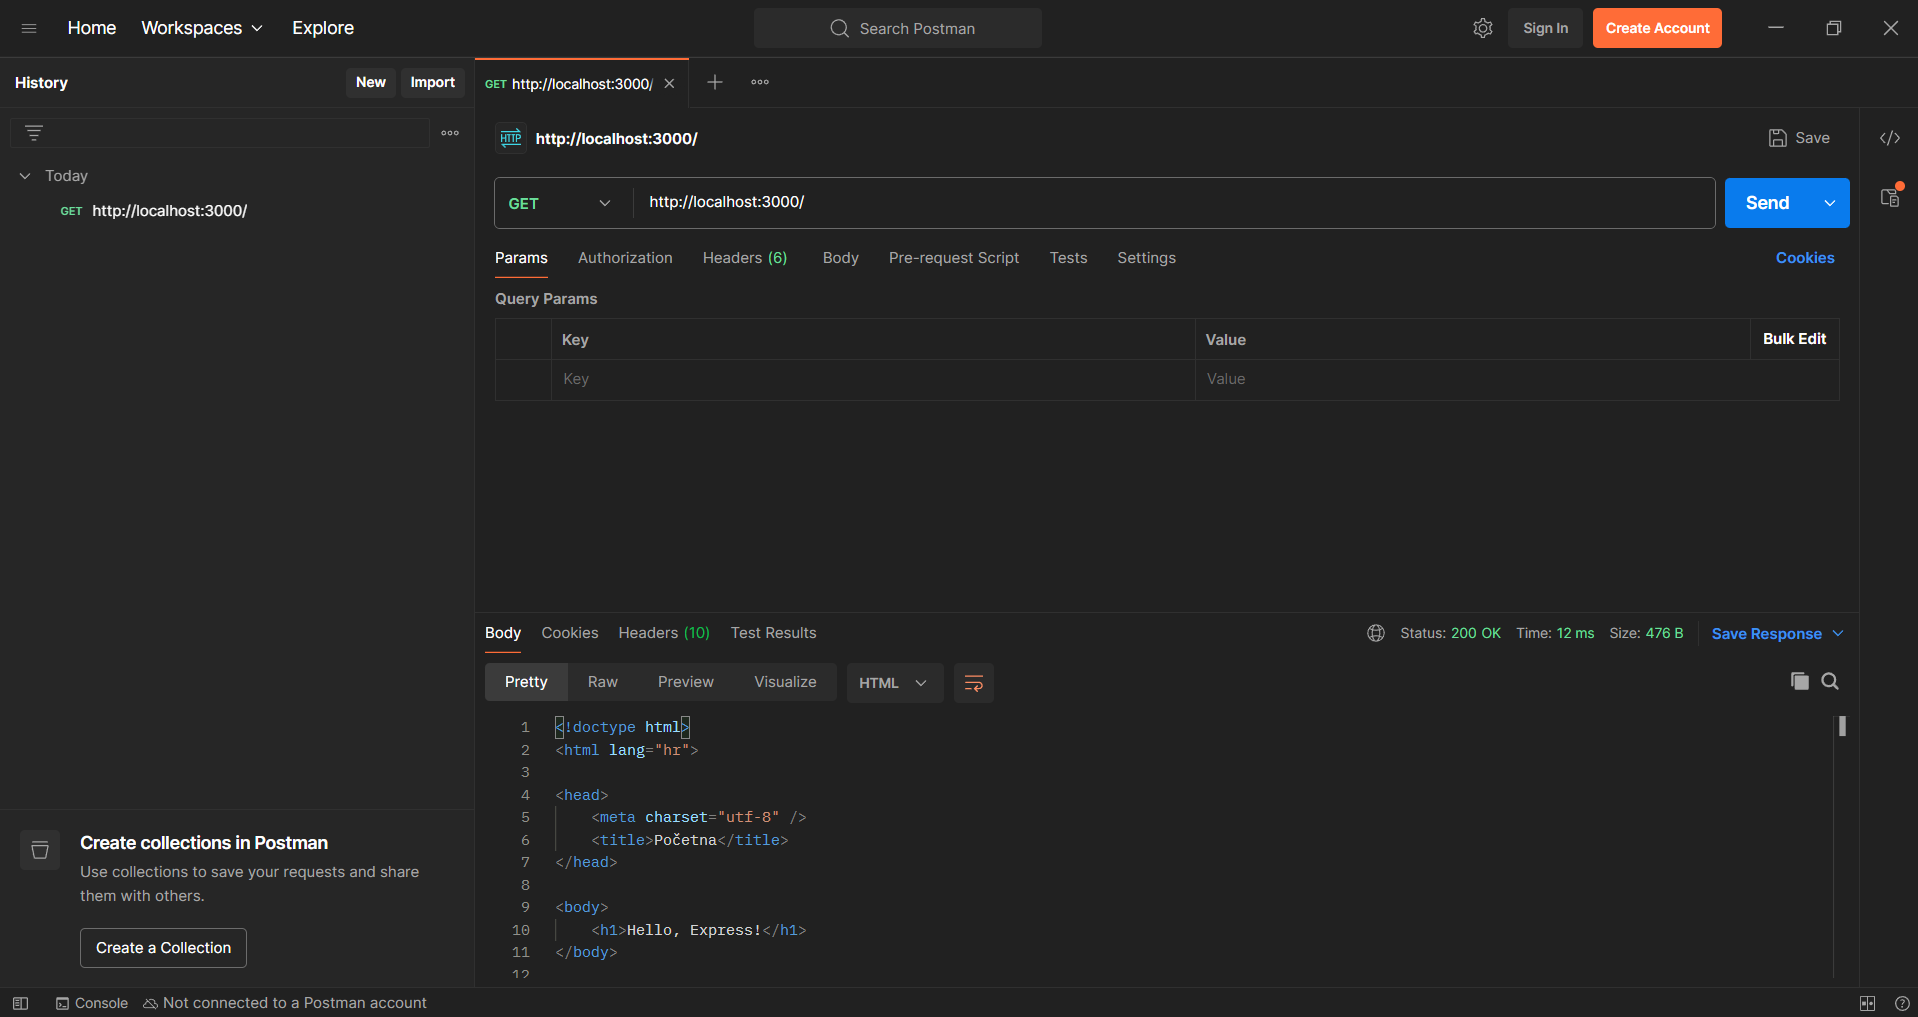 Home Workspaces Explore Search Postman Sign In Create Account
History New Import
GET http://localhost:3000/
HTTP http://localhost:3000/ Save
Today
GET http://localhost:3000/
GET http://localhost:3000/ Send
Params Authorization Headers (6) Body Pre-request Script Tests Settings Cookies
Query Params
Key Value Bulk Edit
Key Value
Body Cookies Headers (10) Test Results Status: 200 OK Time: 12 ms Size: 476 B Save Response
Pretty Raw Preview Visualize HTML
1 <!doctype html>
2 <html lang="hr">
3
4 <head>
5 <meta charset="utf-8" />
6 <title>Početna</title>
7 </head>
8
9 <body>
10 <h1>Hello, Express!</h1>
11 </body>
12
Create collections in Postman
Use collections to save your requests and share
them with others.
Create a Collection
Console Not connected to a Postman account